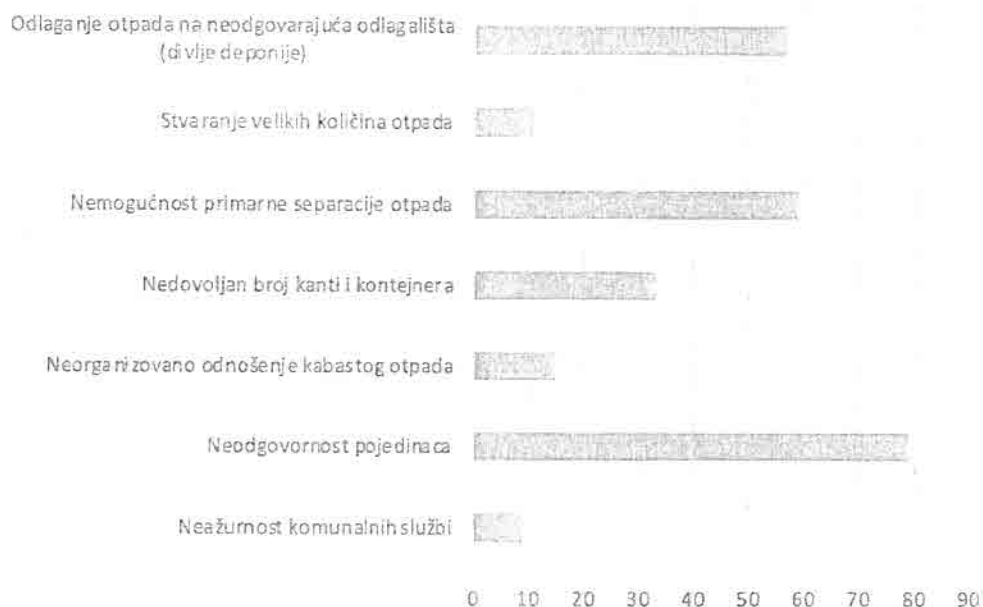 Odlaganje otpada na neodgovarajuća odlagališta
(divlje deponije)
Stvaranje velikih količina otpada
Nemogućnost primarne separacije otpada
Nedovoljan broj kanti i kontejnera
Neorganizovano odnošenje kabastog otpada
Neodgovornost pojedinaca
Neažurnost komunalnih službi
0 10 20 30 40 50 60 70 80 90